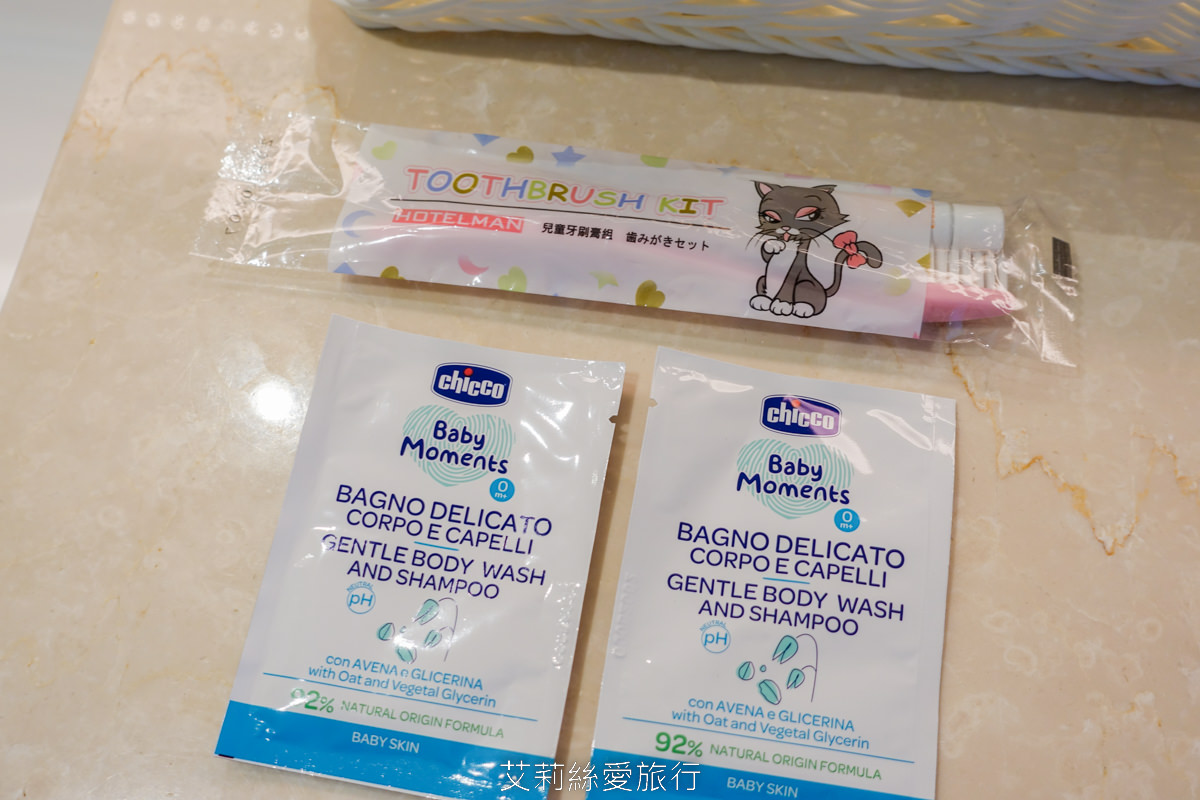 TOOTHBRUSH KIT
HOTELMAN
兒童牙刷膏組 歯みがきセット
chicco
Baby
Moments
0
m+
BAGNO DELICATO
CORPO E CAPELLI
GENTLE BODY WASH
AND SHAMPOO
NEUTRAL
pH
con AVENA e GLICERINA
with Oat and Vegetal Glycerin
92% NATURAL ORIGIN FORMULA
BABY SKIN
chicco
Baby
Moments
0
m+
BAGNO DELICATO
CORPO E CAPELLI
GENTLE BODY WASH
AND SHAMPOO
NEUTRAL
pH
con AVENA e GLICERINA
with Oat and Vegetal Glycerin
92% NATURAL ORIGIN FORMULA
BABY SKIN
艾莉絲愛旅行